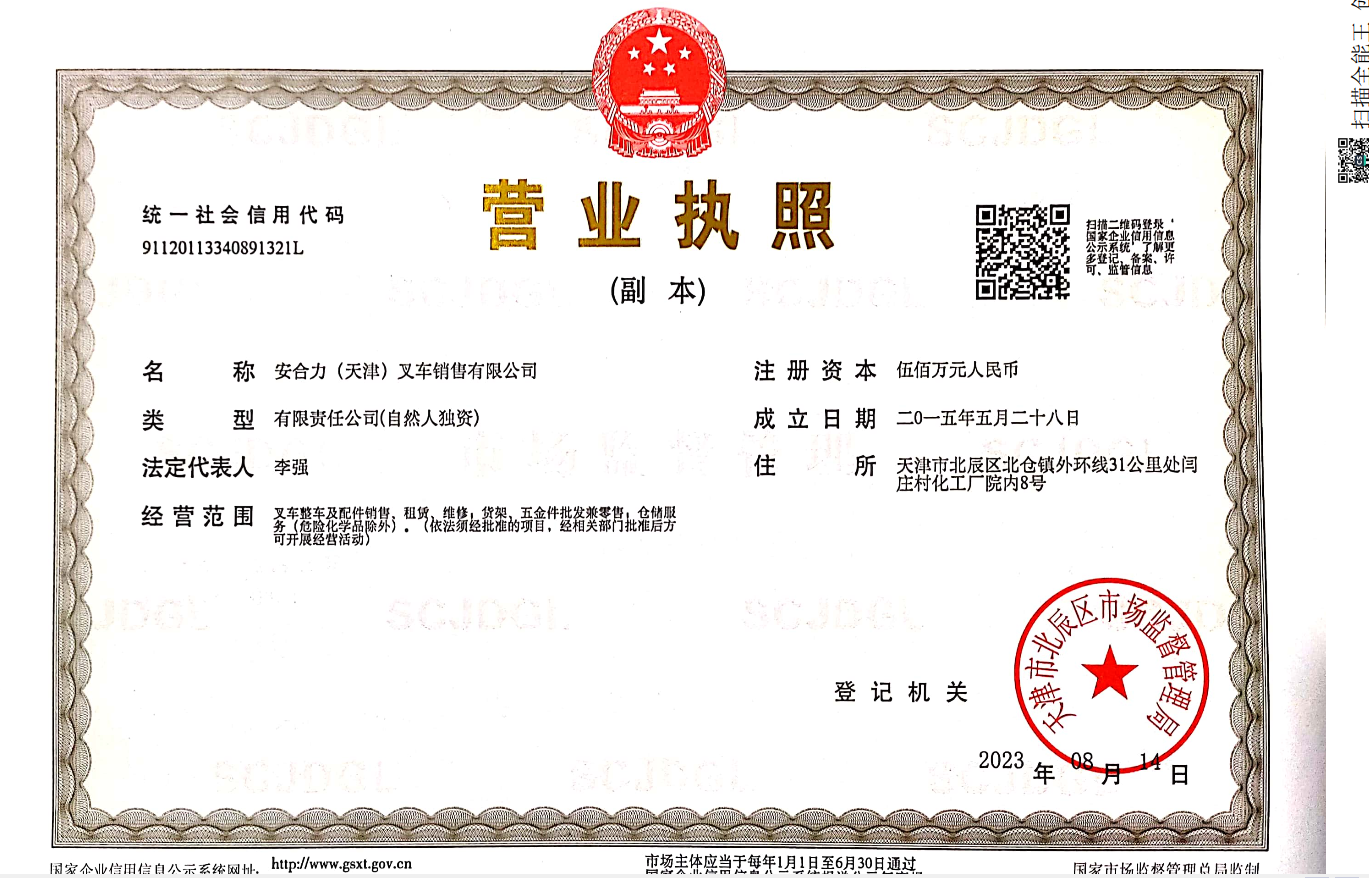 营业执照
(副 本)
统一社会信用代码
91120113340891321L
扫描二维码登录‘
国家企业信用信息
公示系统’了解更
多登记、备案、许
可、监管信息
名 称 安合力（天津）叉车销售有限公司
类 型 有限责任公司(自然人独资)
法定代表人 李强
经营范围 叉车整车及配件销售、租赁、维修；货架、五金件批发兼零售；仓储服
务（危险化学品除外）。（依法须经批准的项目，经相关部门批准后方
可开展经营活动）
注册资本 伍佰万元人民币
成立日期 二〇一五年五月二十八日
住 所 天津市北辰区北仓镇外环线31公里处闫
庄村化工厂院内8号
登记机关
天津市北辰区市场监督管理局
2023 年 08 月 14 日
国家企业信用信息公示系统网址: http://www.gsxt.gov.cn
市场主体应当于每年1月1日至6月30日通过
国家市场监督管理总局监制
扫描全能王